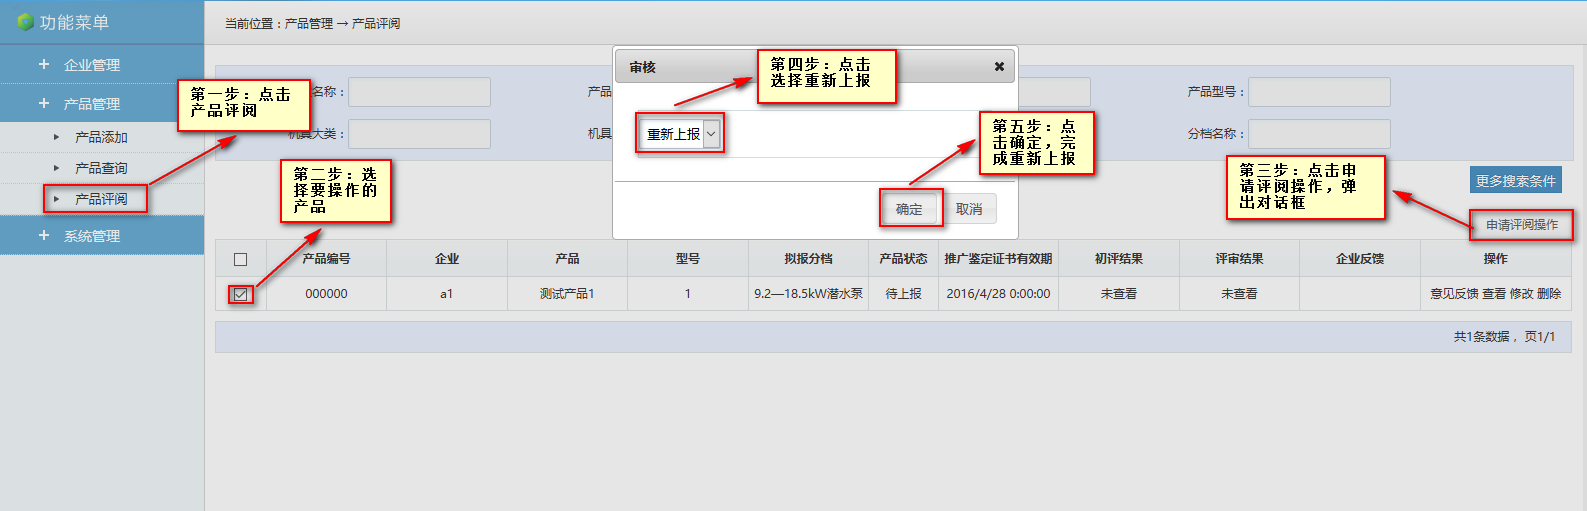 功能菜单
当前位置：产品管理 → 产品评阅
企业管理
产品管理
产品添加
产品查询
产品评阅
系统管理
第一步：点击
产品评阅
名称：
产品
产品型号：
机具大类：
机具
分档名称：
审核
第四步：点击
选择重新上报
重新上报
第五步：点
击确定，完
成重新上报
确定
取消
第二步：选
择要操作的
产品
第三步：点击申
请评阅操作，弹
出对话框
更多搜索条件
申请评阅操作
产品编号 企业 产品 型号 拟报分档 产品状态 推广鉴定证书有效期 初评结果 评审结果 企业反馈 操作
000000 a1 测试产品1 1 9.2—18.5kW潜水泵 待上报 2016/4/28 0:00:00 未查看 未查看 意见反馈 查看 修改 删除
共1条数据， 页1/1